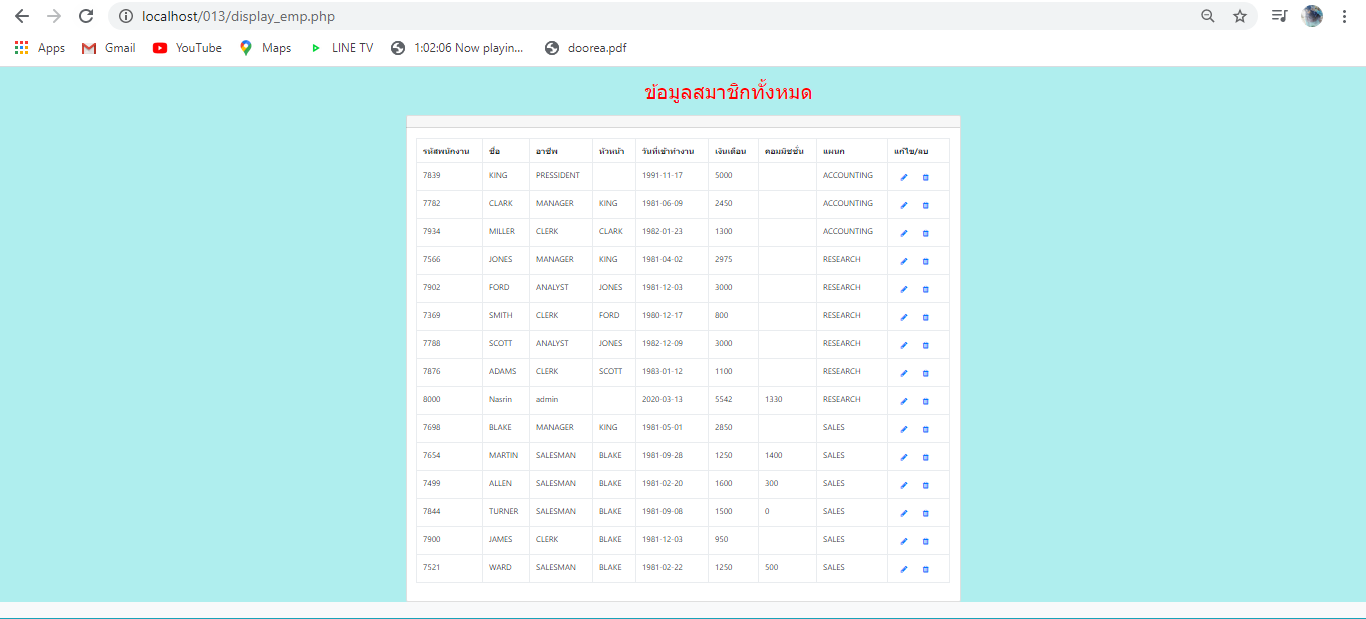 localhost/013/display_emp.php
Apps Gmail YouTube Maps LINE TV 1:02:06 Now playin... doorea.pdf
ข้อมูลสมาชิกทั้งหมด
รหัสพนักงาน ชื่อ อาชีพ หัวหน้า วันที่เข้าทำงาน เงินเดือน คอมมิชชั่น แผนก แก้ไข/ลบ
7839 KING PRESSIDENT 1991-11-17 5000 ACCOUNTING
7782 CLARK MANAGER KING 1981-06-09 2450 ACCOUNTING
7934 MILLER CLERK CLARK 1982-01-23 1300 ACCOUNTING
7566 JONES MANAGER KING 1981-04-02 2975 RESEARCH
7902 FORD ANALYST JONES 1981-12-03 3000 RESEARCH
7369 SMITH CLERK FORD 1980-12-17 800 RESEARCH
7788 SCOTT ANALYST JONES 1982-12-09 3000 RESEARCH
7876 ADAMS CLERK SCOTT 1983-01-12 1100 RESEARCH
8000 Nasrin admin 2020-03-13 5542 1330 RESEARCH
7698 BLAKE MANAGER KING 1981-05-01 2850 SALES
7654 MARTIN SALESMAN BLAKE 1981-09-28 1250 1400 SALES
7499 ALLEN SALESMAN BLAKE 1981-02-20 1600 300 SALES
7844 TURNER SALESMAN BLAKE 1981-09-08 1500 0 SALES
7900 JAMES CLERK BLAKE 1981-12-03 950 SALES
7521 WARD SALESMAN BLAKE 1981-02-22 1250 500 SALES